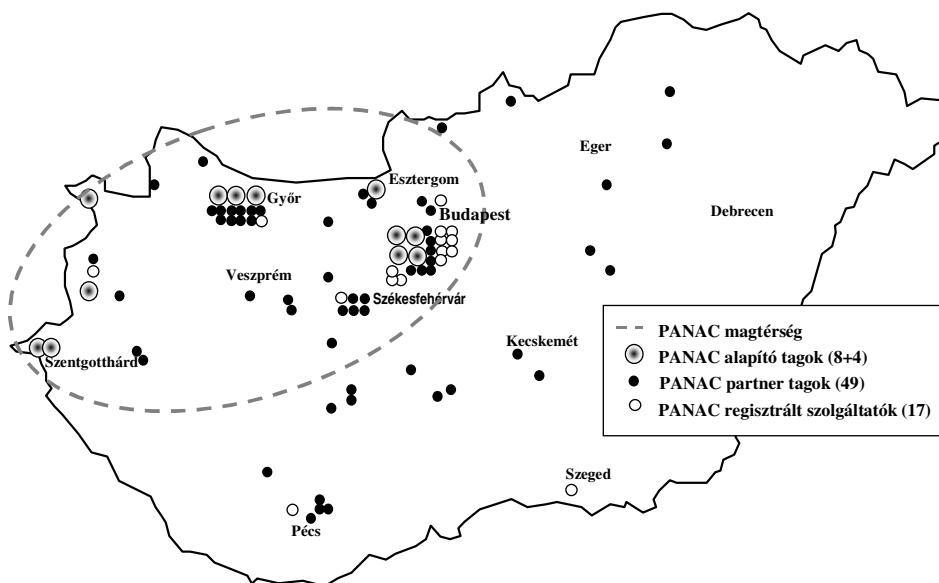 Eger
Esztergom
Győr
Debrecen
Budapest
Veszprém
Székesfehérvár
Kecskemét
Szentgotthárd
PANAC magtérség
PANAC alapító tagok (8+4)
PANAC partner tagok (49)
PANAC regisztrált szolgáltatók (17)
Szeged
Pécs